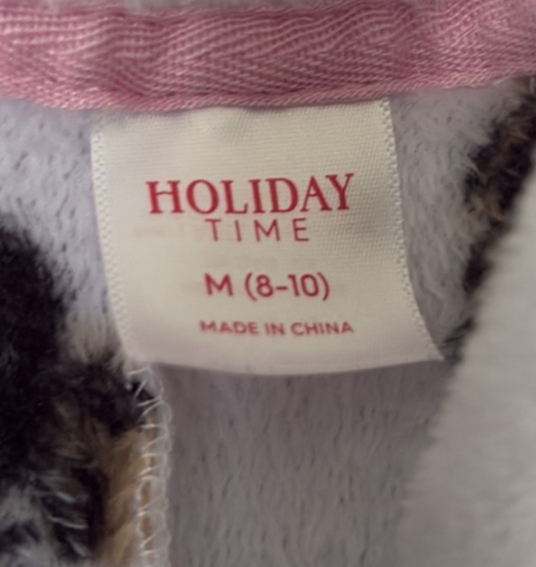 HOLIDAY
TIME
M (8-10)
MADE IN CHINA